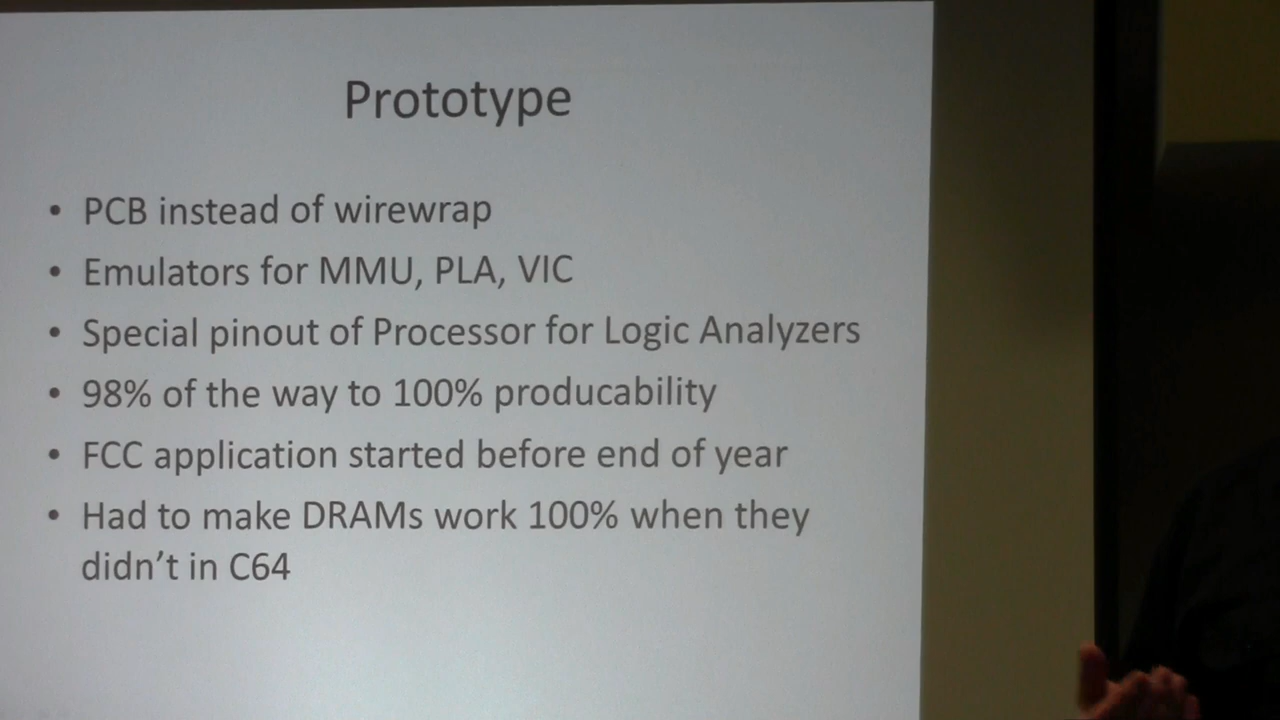 Prototype
• PCB instead of wirewrap
• Emulators for MMU, PLA, VIC
• Special pinout of Processor for Logic Analyzers
• 98% of the way to 100% producability
• FCC application started before end of year
• Had to make DRAMs work 100% when they
didn’t in C64